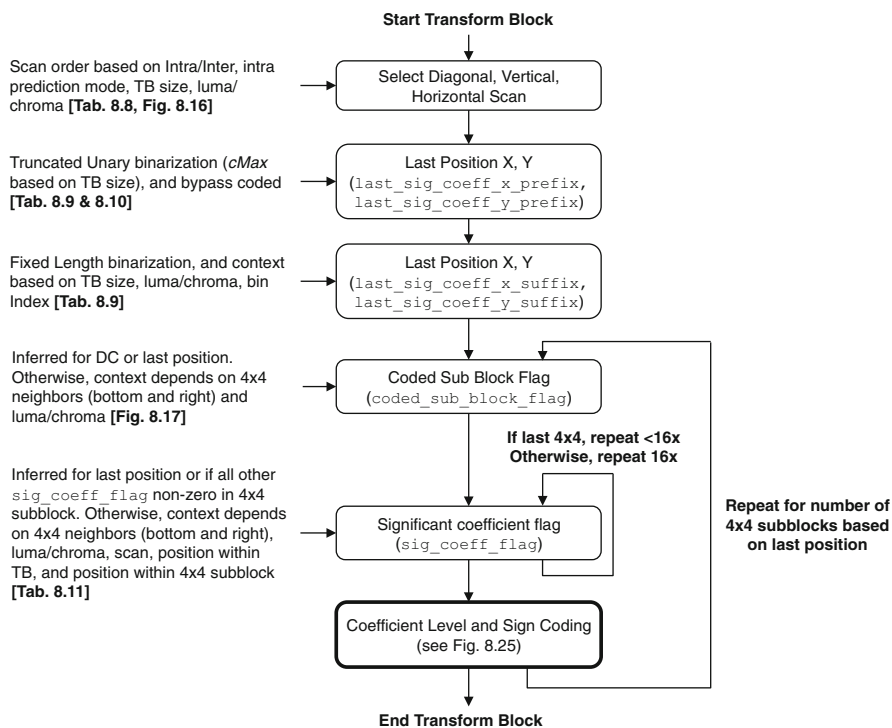 Start Transform Block
Scan order based on Intra/Inter, intra
prediction mode, TB size, luma/
chroma [Tab. 8.8, Fig. 8.16]
Select Diagonal, Vertical,
Horizontal Scan
Truncated Unary binarization (cMax
based on TB size), and bypass coded
[Tab. 8.9 & 8.10]
Last Position X, Y
(last_sig_coeff_x_prefix,
last_sig_coeff_y_prefix)
Fixed Length binarization, and context
based on TB size, luma/chroma, bin
Index [Tab. 8.9]
Last Position X, Y
(last_sig_coeff_x_suffix,
last_sig_coeff_y_suffix)
Inferred for DC or last position.
Otherwise, context depends on 4x4
neighbors (bottom and right) and
luma/chroma [Fig. 8.17]
Coded Sub Block Flag
(coded_sub_block_flag)
If last 4x4, repeat <16x
Otherwise, repeat 16x
Inferred for last position or if all other
sig_coeff_flag non-zero in 4x4
subblock. Otherwise, context depends
on 4x4 neighbors (bottom and right),
luma/chroma, scan, position within
TB, and position within 4x4 subblock
[Tab. 8.11]
Significant coefficient flag
(sig_coeff_flag)
Repeat for number of
4x4 subblocks based
on last position
Coefficient Level and Sign Coding
(see Fig. 8.25)
End Transform Block